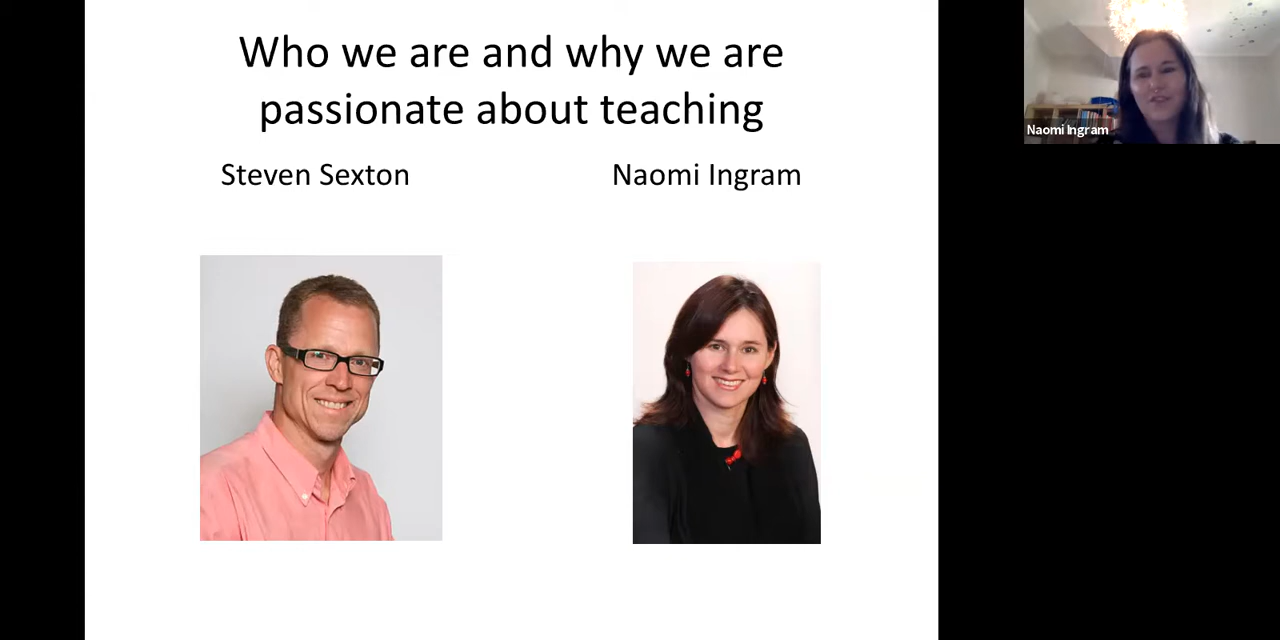 Who we are and why we are
passionate about teaching
Steven Sexton
Naomi Ingram
Naomi Ingram